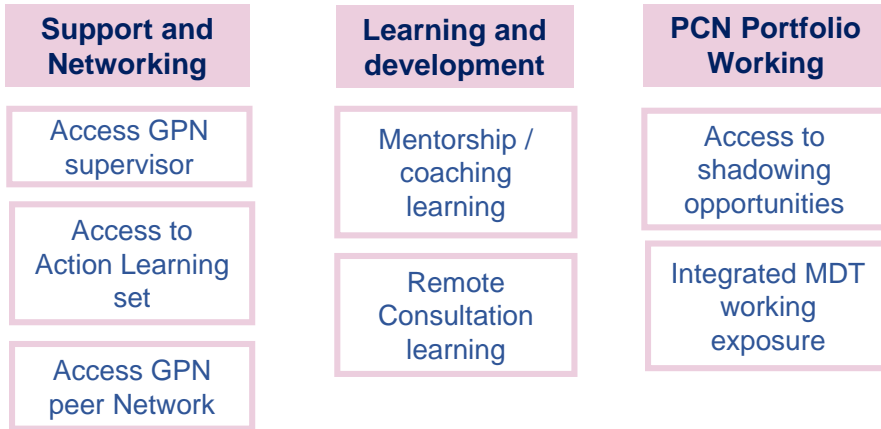 Support and
Networking
Access GPN
supervisor
Access to
Action Learning
set
Access GPN
peer Network
Learning and
development
Mentorship /
coaching
learning
Remote
Consultation
learning
PCN Portfolio
Working
Access to
shadowing
opportunities
Integrated MDT
working
exposure